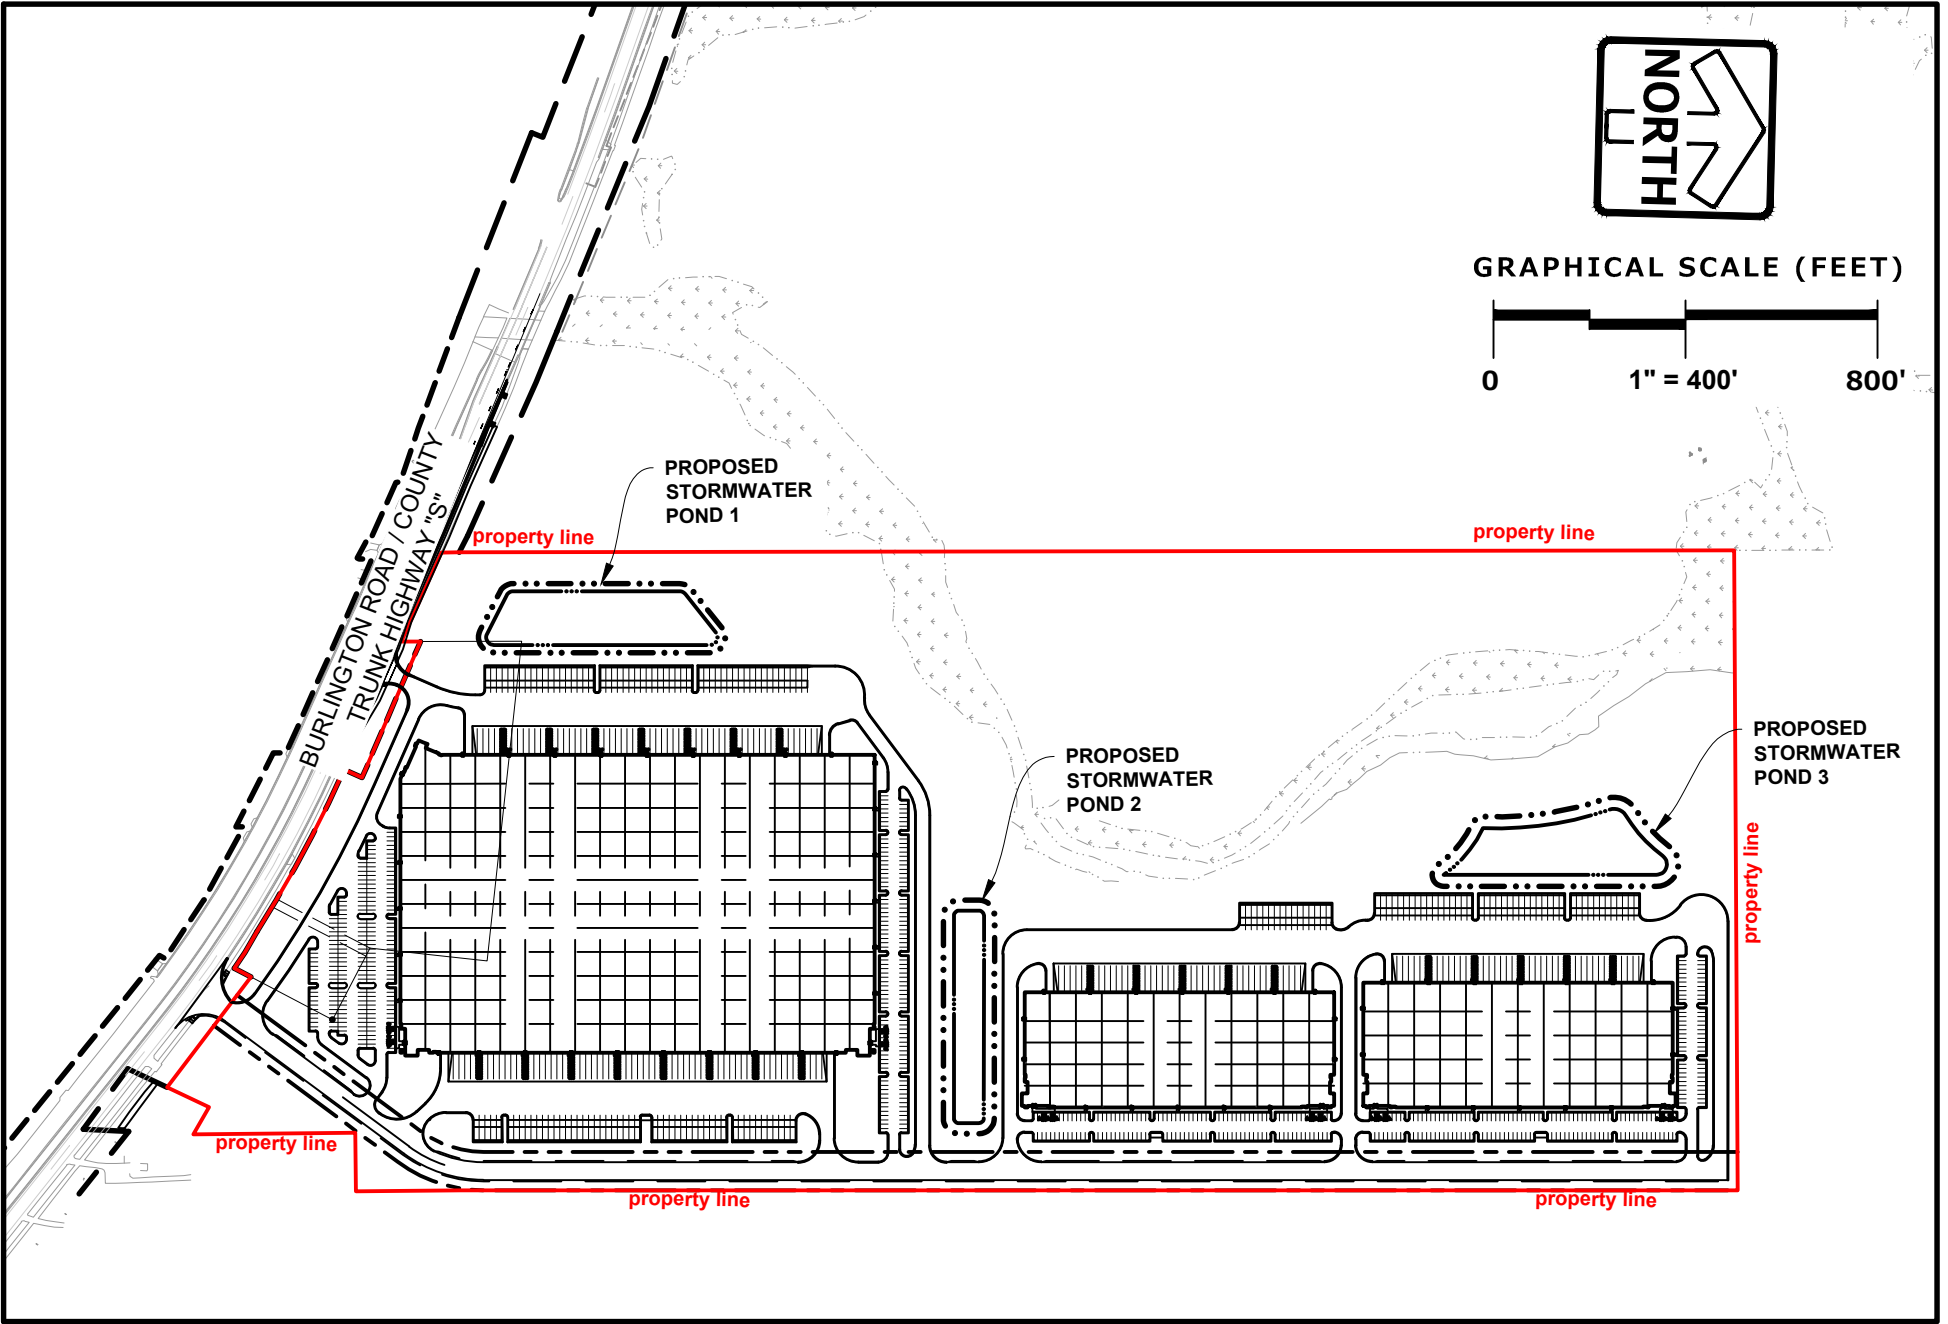 NORTH
GRAPHICAL SCALE (FEET)
0 1" = 400' 800'
BURLINGTON ROAD / COUNTY
TRUNK HIGHWAY "S"
PROPOSED
STORMWATER
POND 1
property line
property line
PROPOSED
STORMWATER
POND 2
PROPOSED
STORMWATER
POND 3
property line
property line
property line
property line